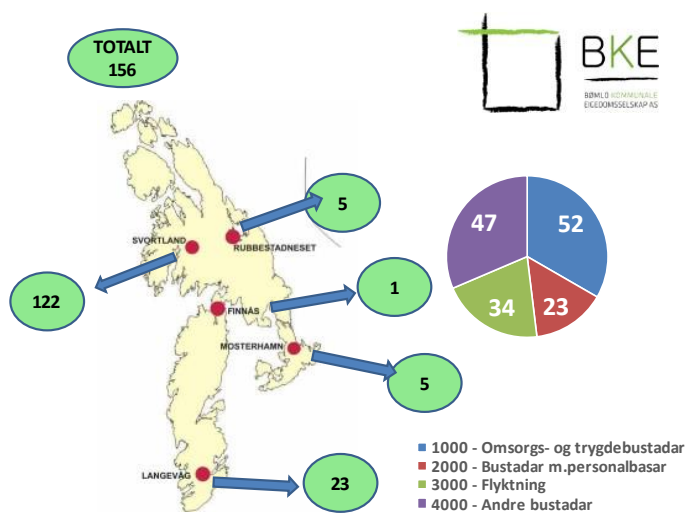 TOTALT
156
BKE
BØMLO KOMMUNALE
EIGEDOMSSELSKAP AS
5
SVORTLAND
RUBBESTADNESET
122
1
FINNÅS
MOSTERHAMN
5
LANGEVÅG
23
47
52
34
23
1000 - Omsorgs- og trygdebustadar
2000 - Bustadar m.personalbasar
3000 - Flyktning
4000 - Andre bustadar